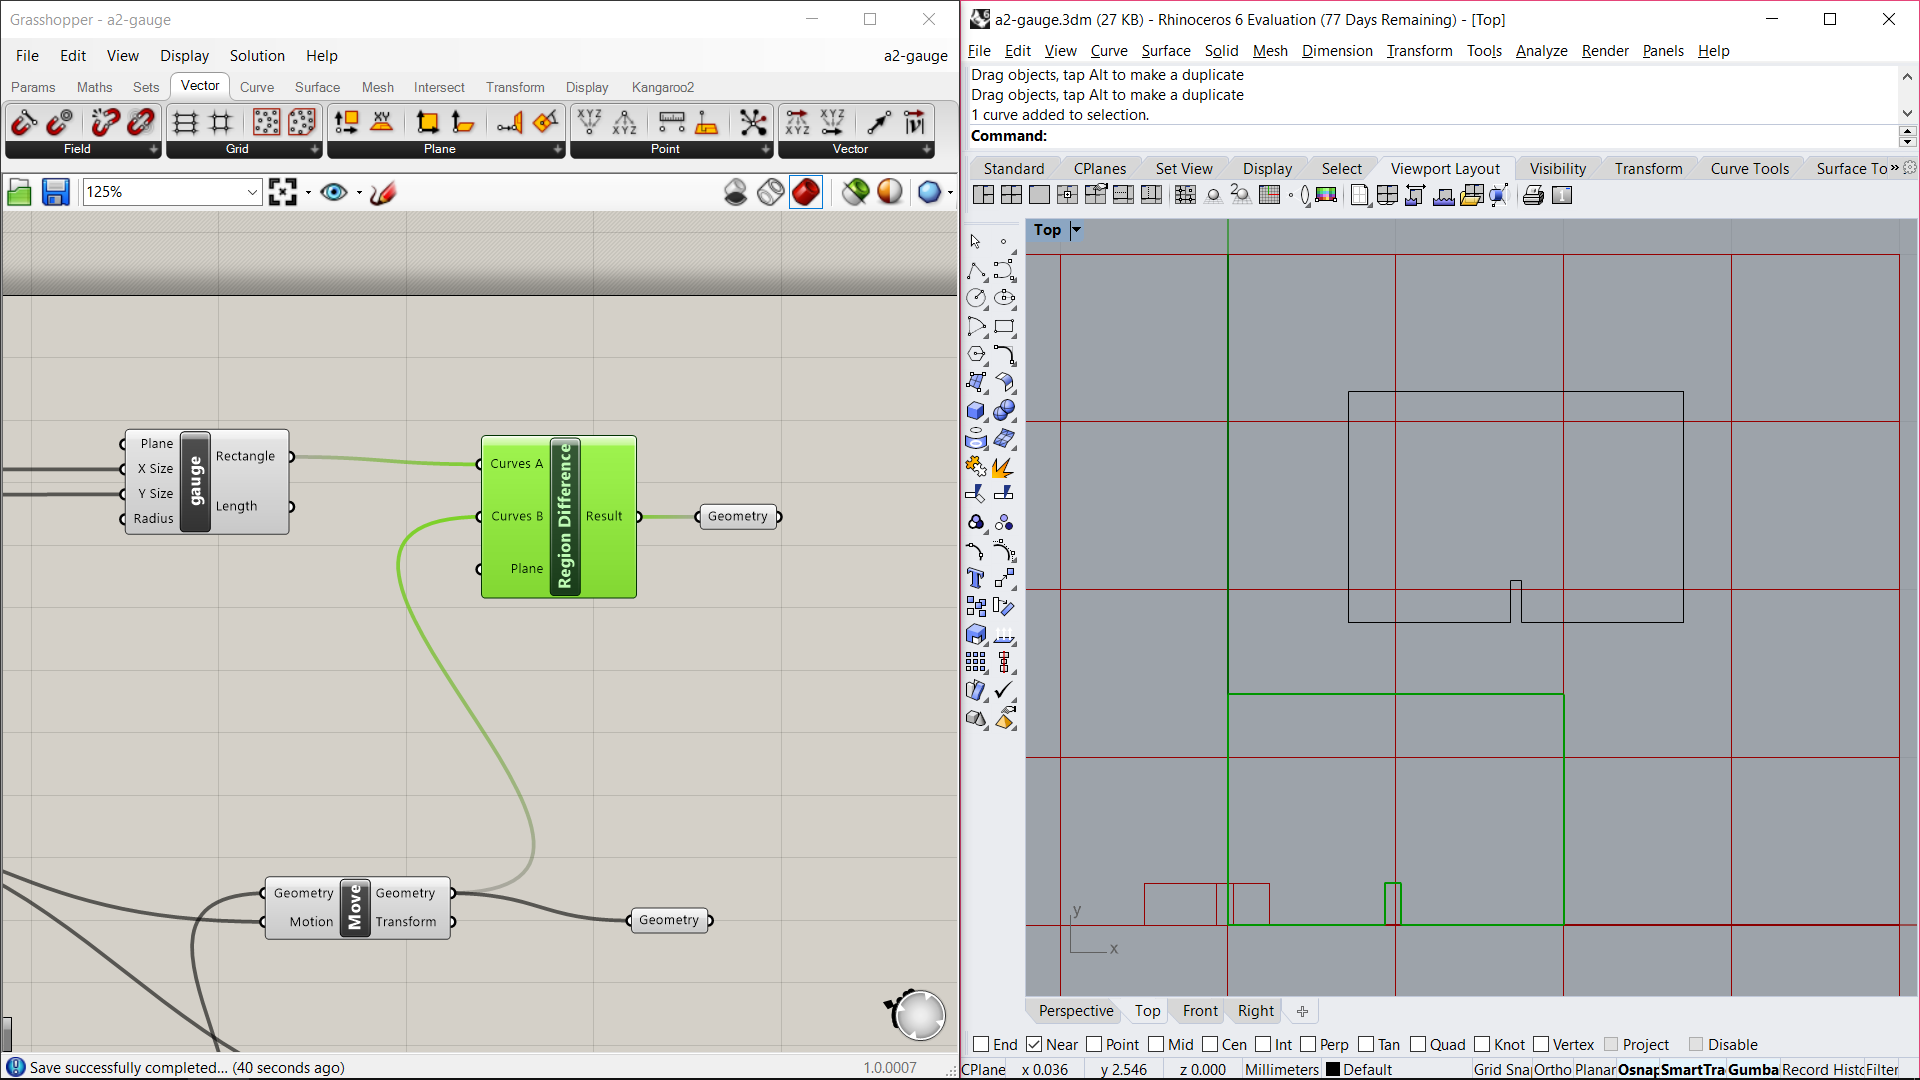 Grasshopper - a2-gauge
File Edit View Display Solution Help
a2-gauge
Params Maths Sets Vector Curve Surface Mesh Intersect Transform Display Kangaroo2
Field Grid Plane Point Vector
125%
Plane
X Size
Y Size
Radius
gauge
Rectangle
Length
Curves A
Curves B
Plane
Region Difference
Result
Geometry
Geometry
Motion
Move
Geometry
Transform
Geometry
Save successfully completed... (40 seconds ago)
1.0.0007
a2-gauge.3dm (27 KB) - Rhinoceros 6 Evaluation (77 Days Remaining) - [Top]
File Edit View Curve Surface Solid Mesh Dimension Transform Tools Analyze Render Panels Help
Drag objects, tap Alt to make a duplicate
Drag objects, tap Alt to make a duplicate
1 curve added to selection.
Command:
Standard CPlanes Set View Display Select Viewport Layout Visibility Transform Curve Tools Surface To »
Top
y
x
Perspective Top Front Right
End Near Point Mid Cen Int Perp Tan Quad Knot Vertex Project Disable
CPlane x 0.036 y 2.546 z 0.000 Millimeters Default Grid Sna Ortho Planar Osnap SmartTra Gumba Record Histo Filter